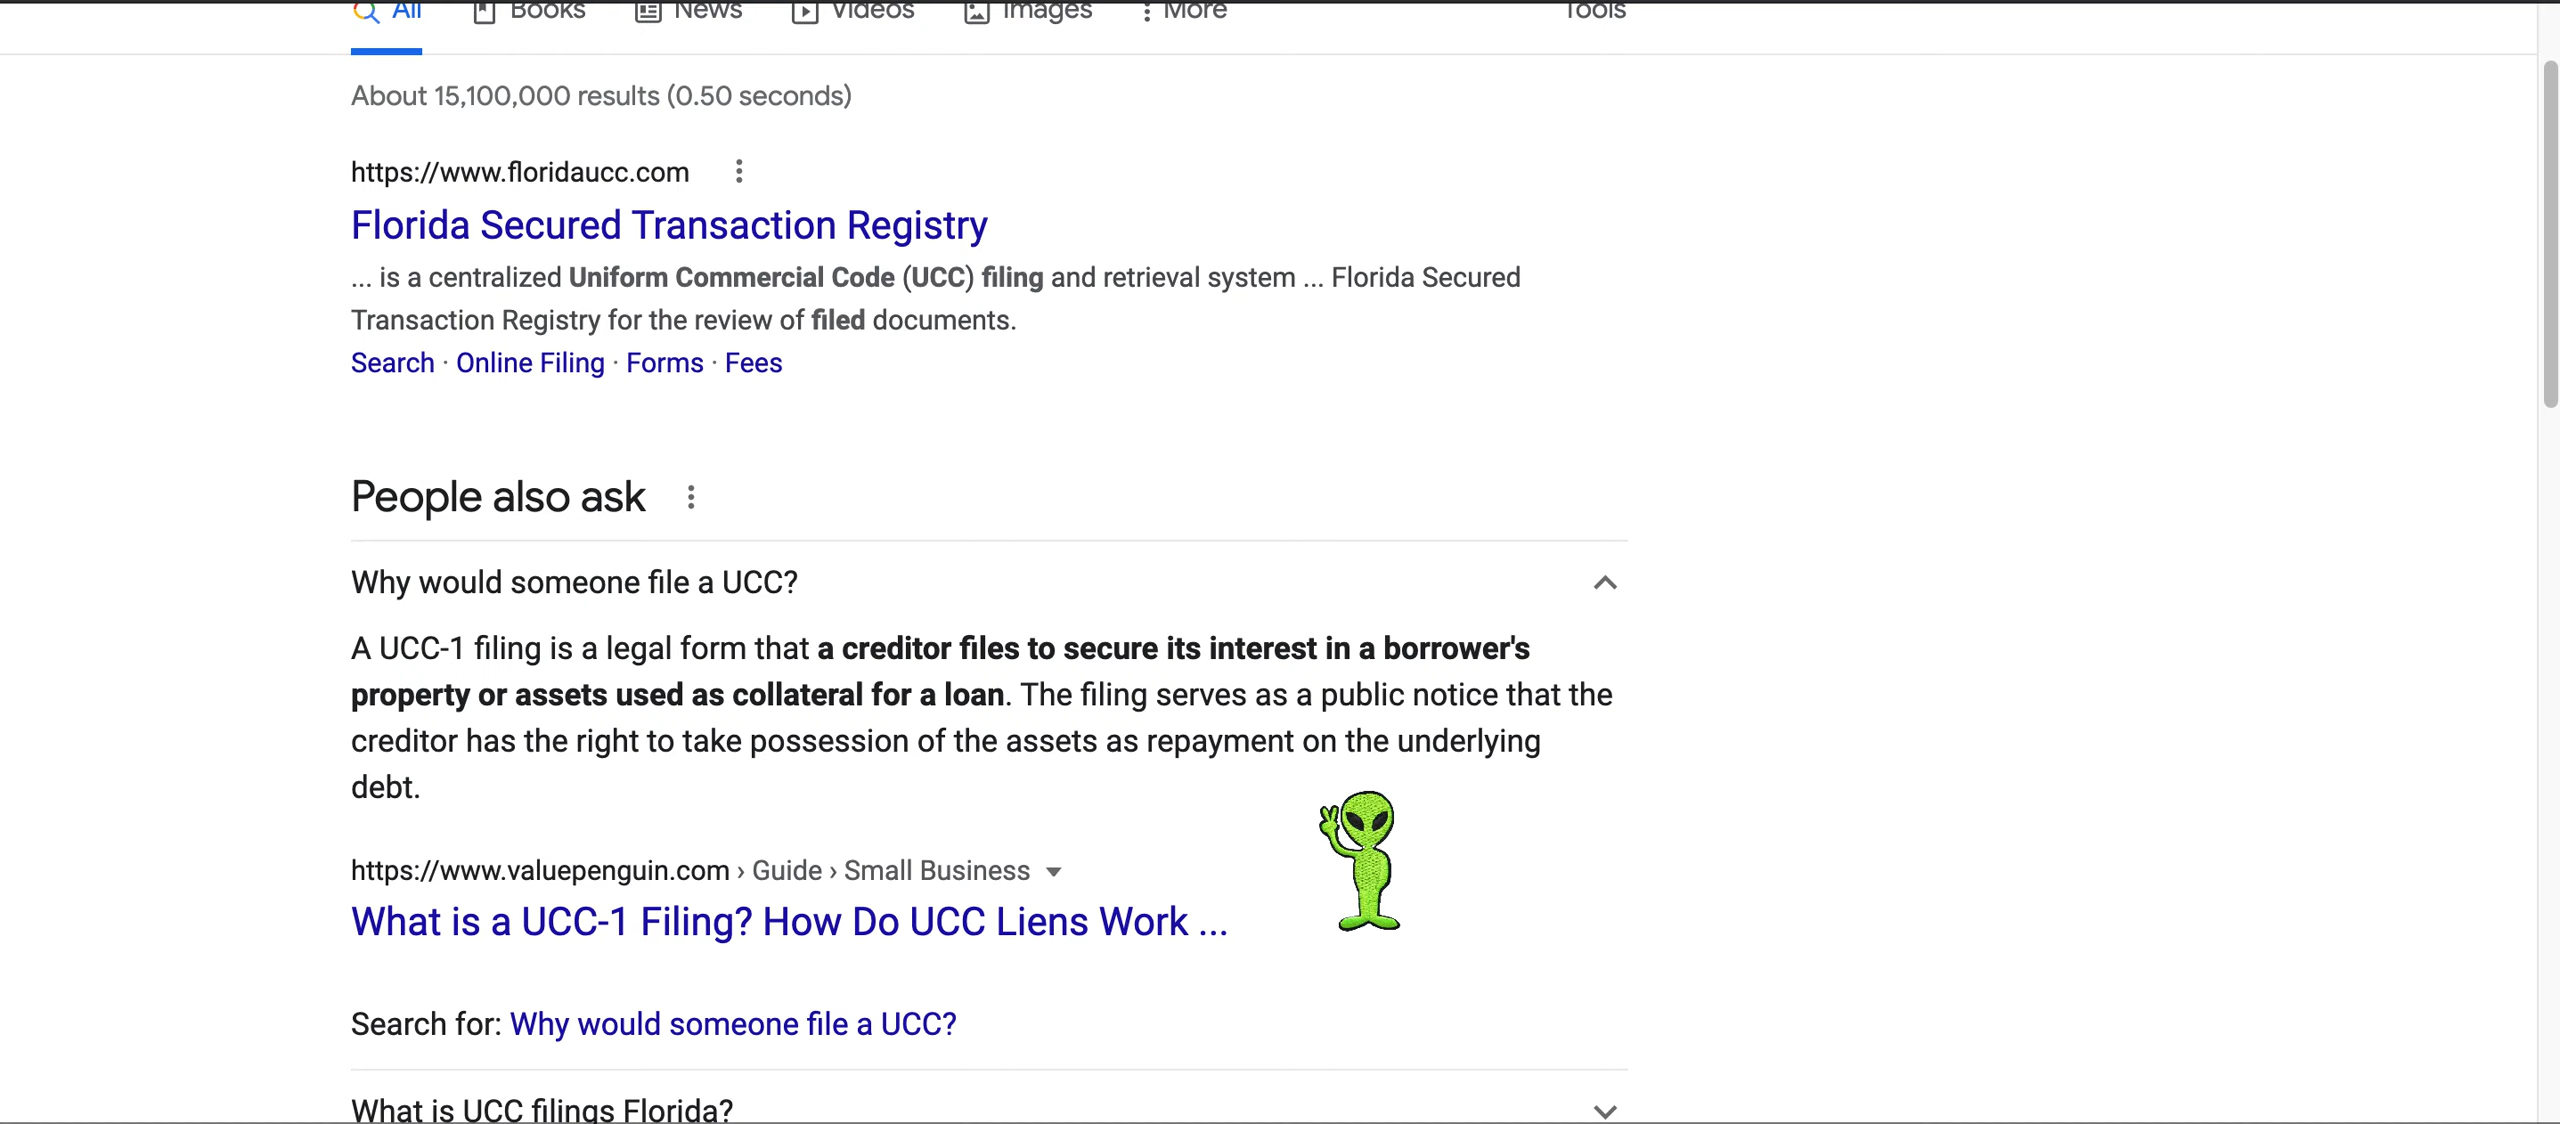 All Books News Videos Images More Tools
About 15,100,000 results (0.50 seconds)
https://www.floridaucc.com
Florida Secured Transaction Registry
... is a centralized Uniform Commercial Code (UCC) filing and retrieval system ... Florida Secured
Transaction Registry for the review of filed documents.
Search · Online Filing · Forms · Fees
People also ask
Why would someone file a UCC?
A UCC-1 filing is a legal form that a creditor files to secure its interest in a borrower's
property or assets used as collateral for a loan. The filing serves as a public notice that the
creditor has the right to take possession of the assets as repayment on the underlying
debt.
https://www.valuepenguin.com › Guide › Small Business
What is a UCC-1 Filing? How Do UCC Liens Work ...
Search for: Why would someone file a UCC?
What is UCC filings Florida?